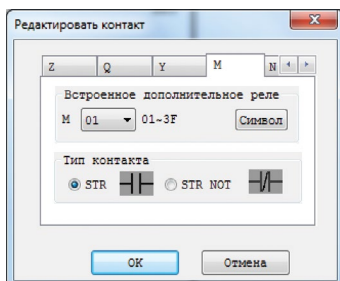 Редактировать контакт
Z Q Y M N
Встроенное дополнительное реле
M 01 01~3F Символ
Тип контакта
STR STR NOT
OK Отмена